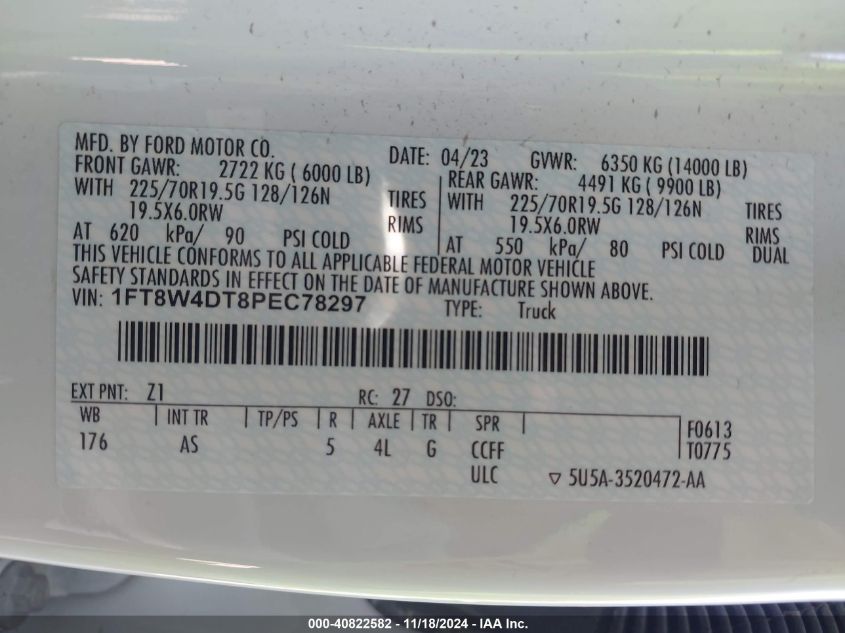 MFD. BY FORD MOTOR CO.
DATE: 04/23 GVWR: 6350 KG (14000 LB)
FRONT GAWR: 2722 KG ( 6000 LB)
WITH 225/70R19.5G 128/126N TIRES
19.5X6.0RW RIMS
AT 620 kPa/ 90 PSI COLD
REAR GAWR: 4491 KG ( 9900 LB)
WITH 225/70R19.5G 128/126N TIRES
19.5X6.0RW RIMS
AT 550 kPa/ 80 PSI COLD DUAL
THIS VEHICLE CONFORMS TO ALL APPLICABLE FEDERAL MOTOR VEHICLE
SAFETY STANDARDS IN EFFECT ON THE DATE OF MANUFACTURE SHOWN ABOVE.
VIN: 1FT8W4DT8PEC78297 TYPE: Truck
EXT PNT: Z1 RC: 27 DSO:
WB INT TR TP/PS R AXLE TR SPR F0613
176 AS 5 4L G CCFF T0775
ULC 5U5A-3520472-AA
000-40822582 - 11/18/2024 - IAA Inc.